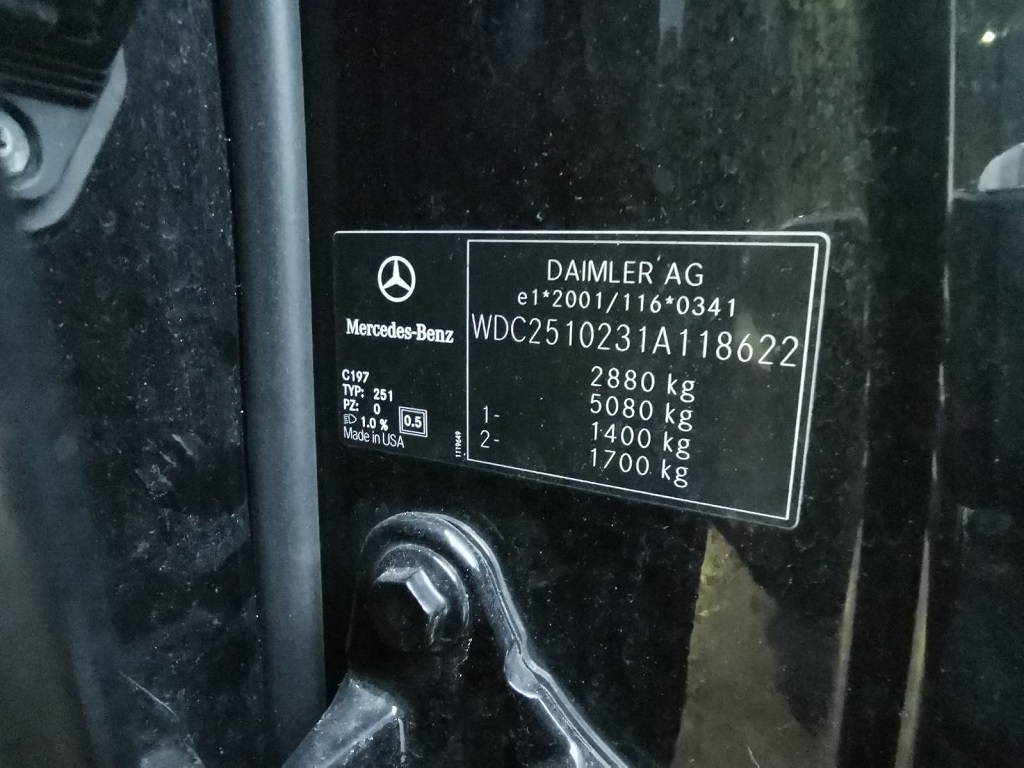 Mercedes-Benz
C197
TYP: 251
PZ: 0
1.0 % 0.5
Made in USA
DAIMLER AG
e1*2001/116*0341
WDC2510231A118622
2880 kg
5080 kg
1- 1400 kg
2- 1700 kg